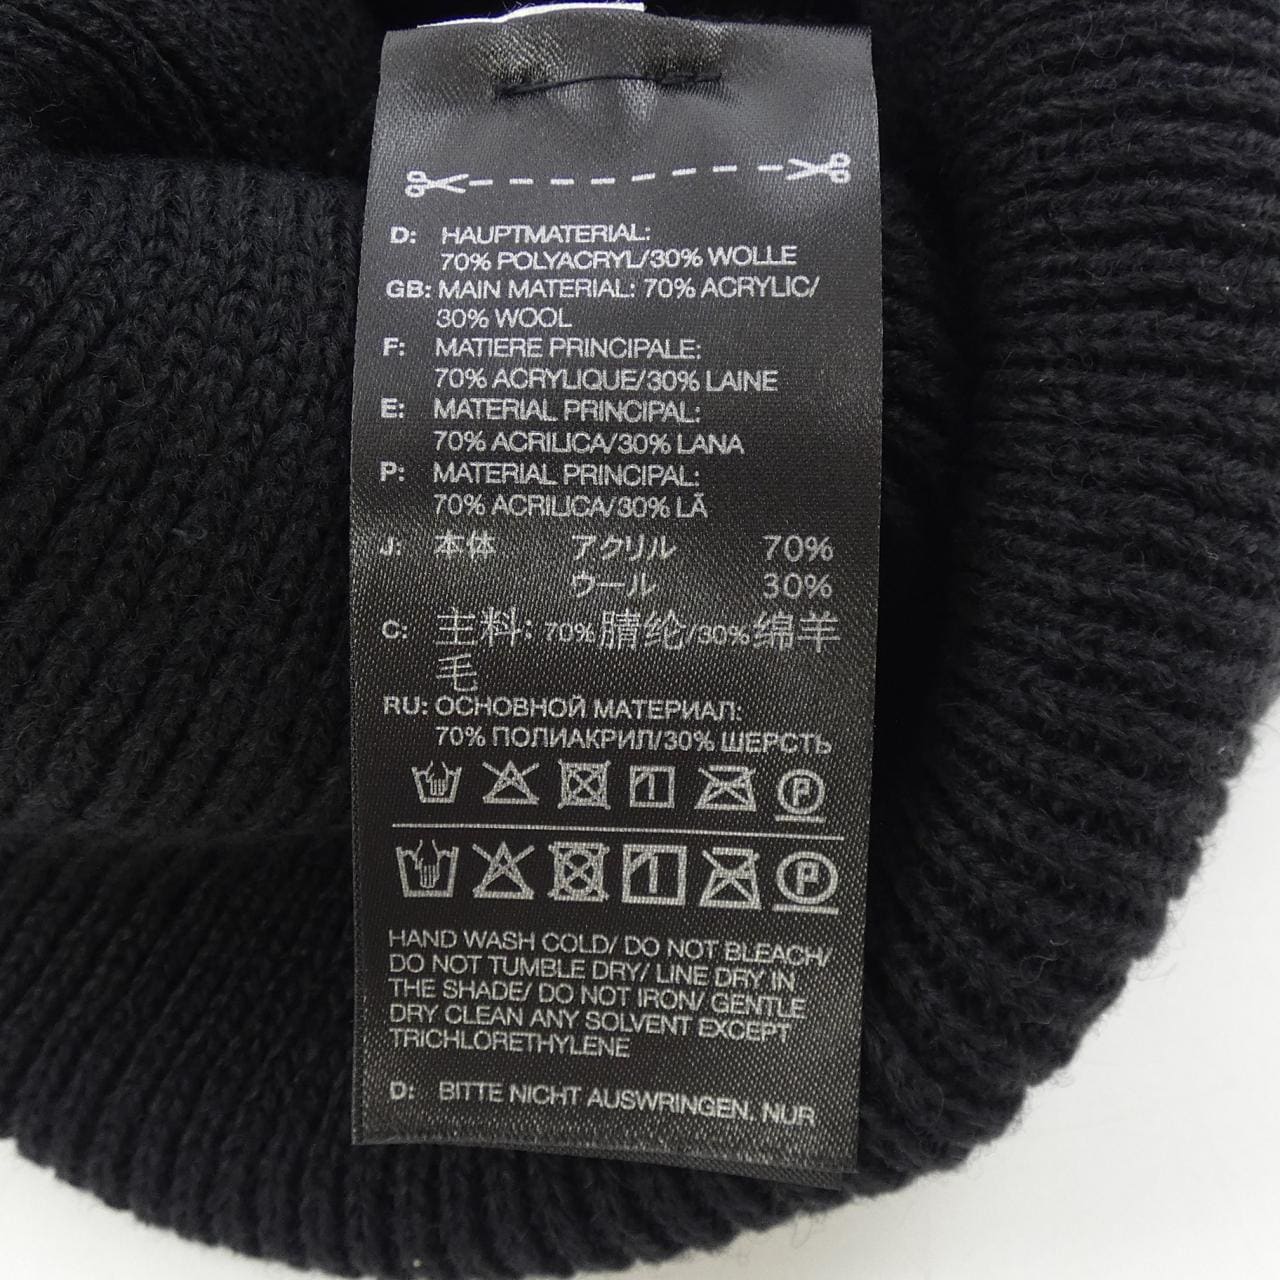 D: HAUPTMATERIAL:
70% POLYACRYL/30% WOLLE
GB: MAIN MATERIAL: 70% ACRYLIC/
30% WOOL
F: MATIERE PRINCIPALE:
70% ACRYLIQUE/30% LAINE
E: MATERIAL PRINCIPAL:
70% ACRILICA/30% LANA
P: MATERIAL PRINCIPAL:
70% ACRILICA/30% LÃ
J: 本体 アクリル 70%
ウール 30%
C: 主料: 70%腈纶/30%绵羊
毛
RU: ОСНОВНОЙ МАТЕРИАЛ:
70% ПОЛИАКРИЛ/30% ШЕРСТЬ
P
P
HAND WASH COLD/ DO NOT BLEACH/
DO NOT TUMBLE DRY/ LINE DRY IN
THE SHADE/ DO NOT IRON/ GENTLE
DRY CLEAN ANY SOLVENT EXCEPT
TRICHLORETHYLENE
D: BITTE NICHT AUSWRINGEN. NUR